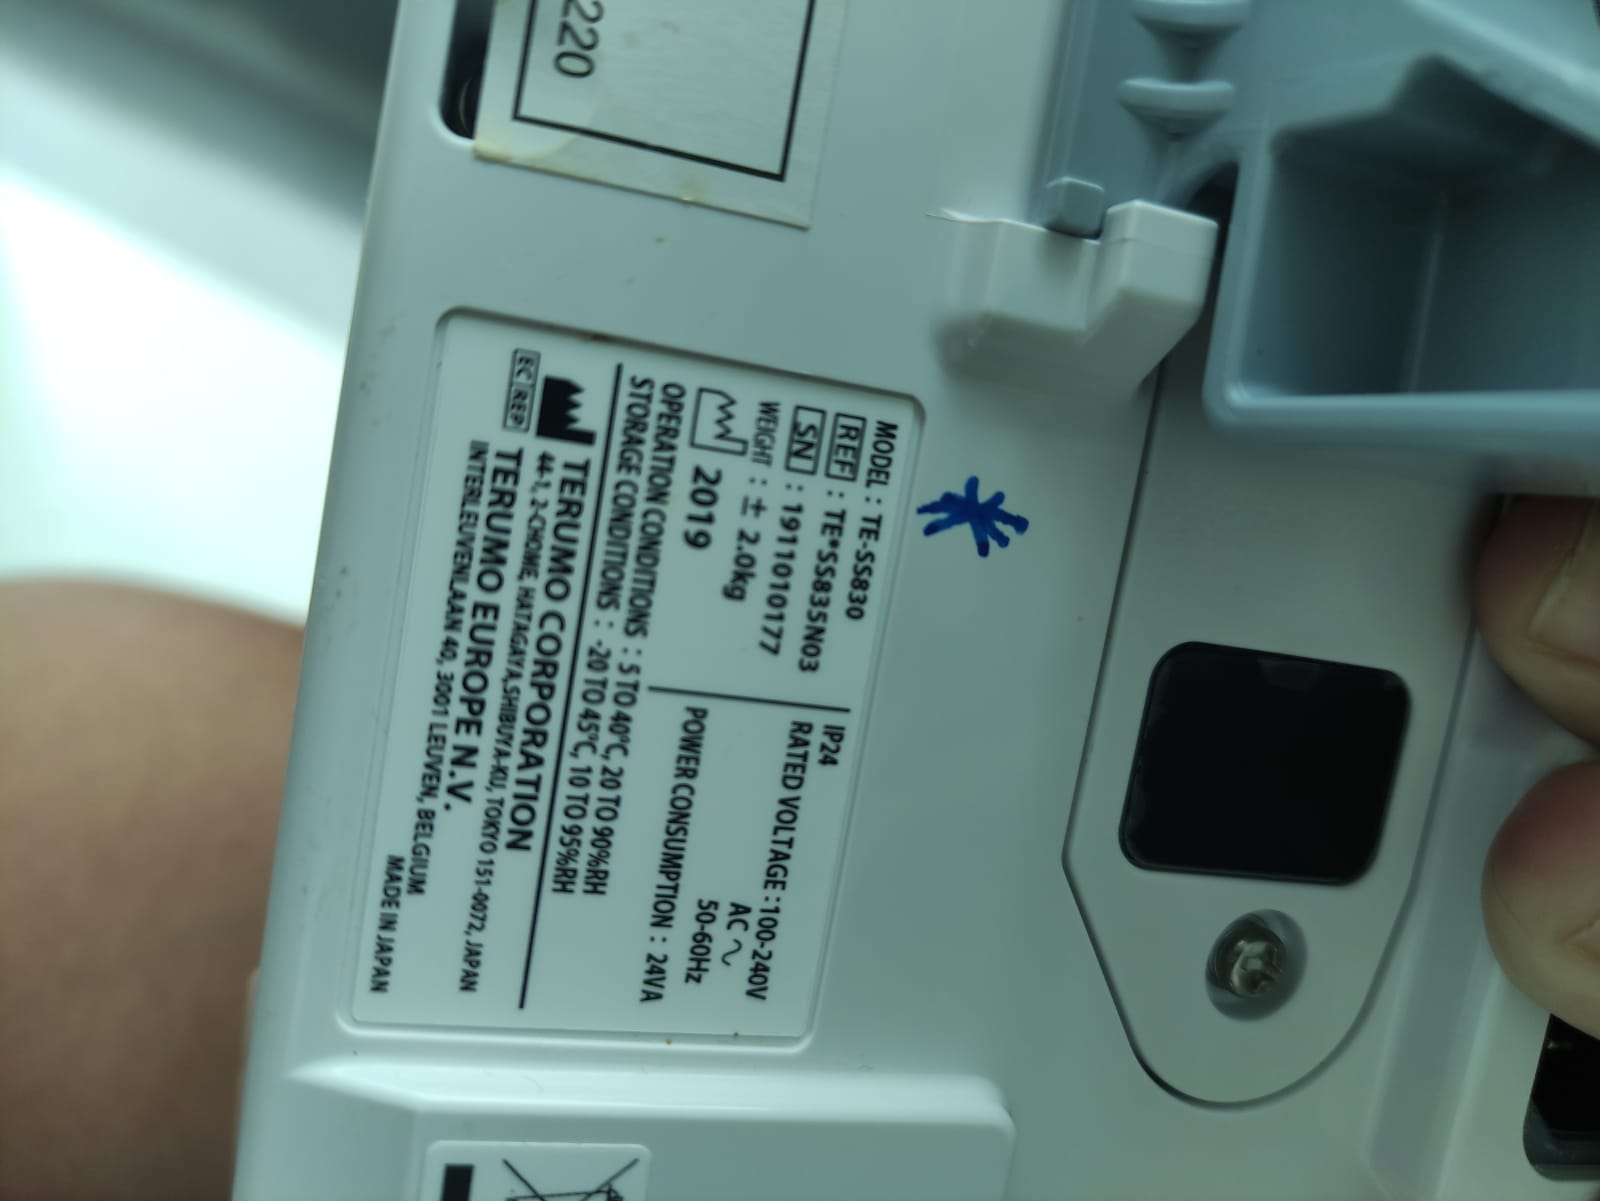 MODEL : TE-SS830
REF : TE*SS835N03
SN : 1911010177
WEIGHT : ± 2.0kg
2019
IP24
RATED VOLTAGE : 100-240V
AC ~
50-60Hz
POWER CONSUMPTION : 24VA
OPERATION CONDITIONS : 5 TO 40°C, 20 TO 90%RH
STORAGE CONDITIONS : -20 TO 45°C, 10 TO 95%RH
TERUMO CORPORATION
44-1, 2-CHOME, HATAGAYA,SHIBUYA-KU, TOKYO 151-0072, JAPAN
EC REP TERUMO EUROPE N.V.
INTERLEUVENLAAN 40, 3001 LEUVEN, BELGIUM
MADE IN JAPAN
220